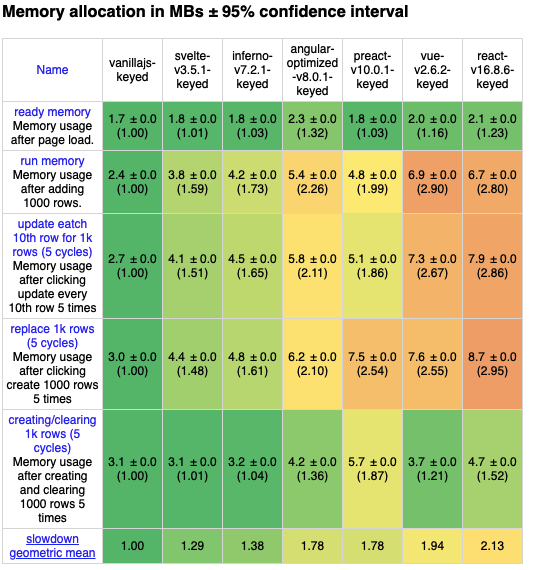 Memory allocation in MBs ± 95% confidence interval
Name
vanillajs-
keyed
svelte-
v3.5.1-
keyed
inferno-
v7.2.1-
keyed
angular-
optimized
-v8.0.1-
keyed
preact-
v10.0.1-
keyed
vue-
v2.6.2-
keyed
react-
v16.8.6-
keyed
ready memory
Memory usage
after page load.
1.7 ± 0.0
(1.00)
1.8 ± 0.0
(1.01)
1.8 ± 0.0
(1.03)
2.3 ± 0.0
(1.32)
1.8 ± 0.0
(1.03)
2.0 ± 0.0
(1.16)
2.1 ± 0.0
(1.23)
run memory
Memory usage
after adding
1000 rows.
2.4 ± 0.0
(1.00)
3.8 ± 0.0
(1.59)
4.2 ± 0.0
(1.73)
5.4 ± 0.0
(2.26)
4.8 ± 0.0
(1.99)
6.9 ± 0.0
(2.90)
6.7 ± 0.0
(2.80)
update eatch
10th row for 1k
rows (5 cycles)
Memory usage
after clicking
update every
10th row 5 times
2.7 ± 0.0
(1.00)
4.1 ± 0.0
(1.51)
4.5 ± 0.0
(1.65)
5.8 ± 0.0
(2.11)
5.1 ± 0.0
(1.86)
7.3 ± 0.0
(2.67)
7.9 ± 0.0
(2.86)
replace 1k rows
(5 cycles)
Memory usage
after clicking
create 1000 rows
5 times
3.0 ± 0.0
(1.00)
4.4 ± 0.0
(1.48)
4.8 ± 0.0
(1.61)
6.2 ± 0.0
(2.10)
7.5 ± 0.0
(2.54)
7.6 ± 0.0
(2.55)
8.7 ± 0.0
(2.95)
creating/clearing
1k rows (5
cycles)
Memory usage
after creating
and clearing
1000 rows 5
times
3.1 ± 0.0
(1.00)
3.1 ± 0.0
(1.01)
3.2 ± 0.0
(1.04)
4.2 ± 0.0
(1.36)
5.7 ± 0.0
(1.87)
3.7 ± 0.0
(1.21)
4.7 ± 0.0
(1.52)
slowdown
geometric mean
1.00
1.29
1.38
1.78
1.78
1.94
2.13